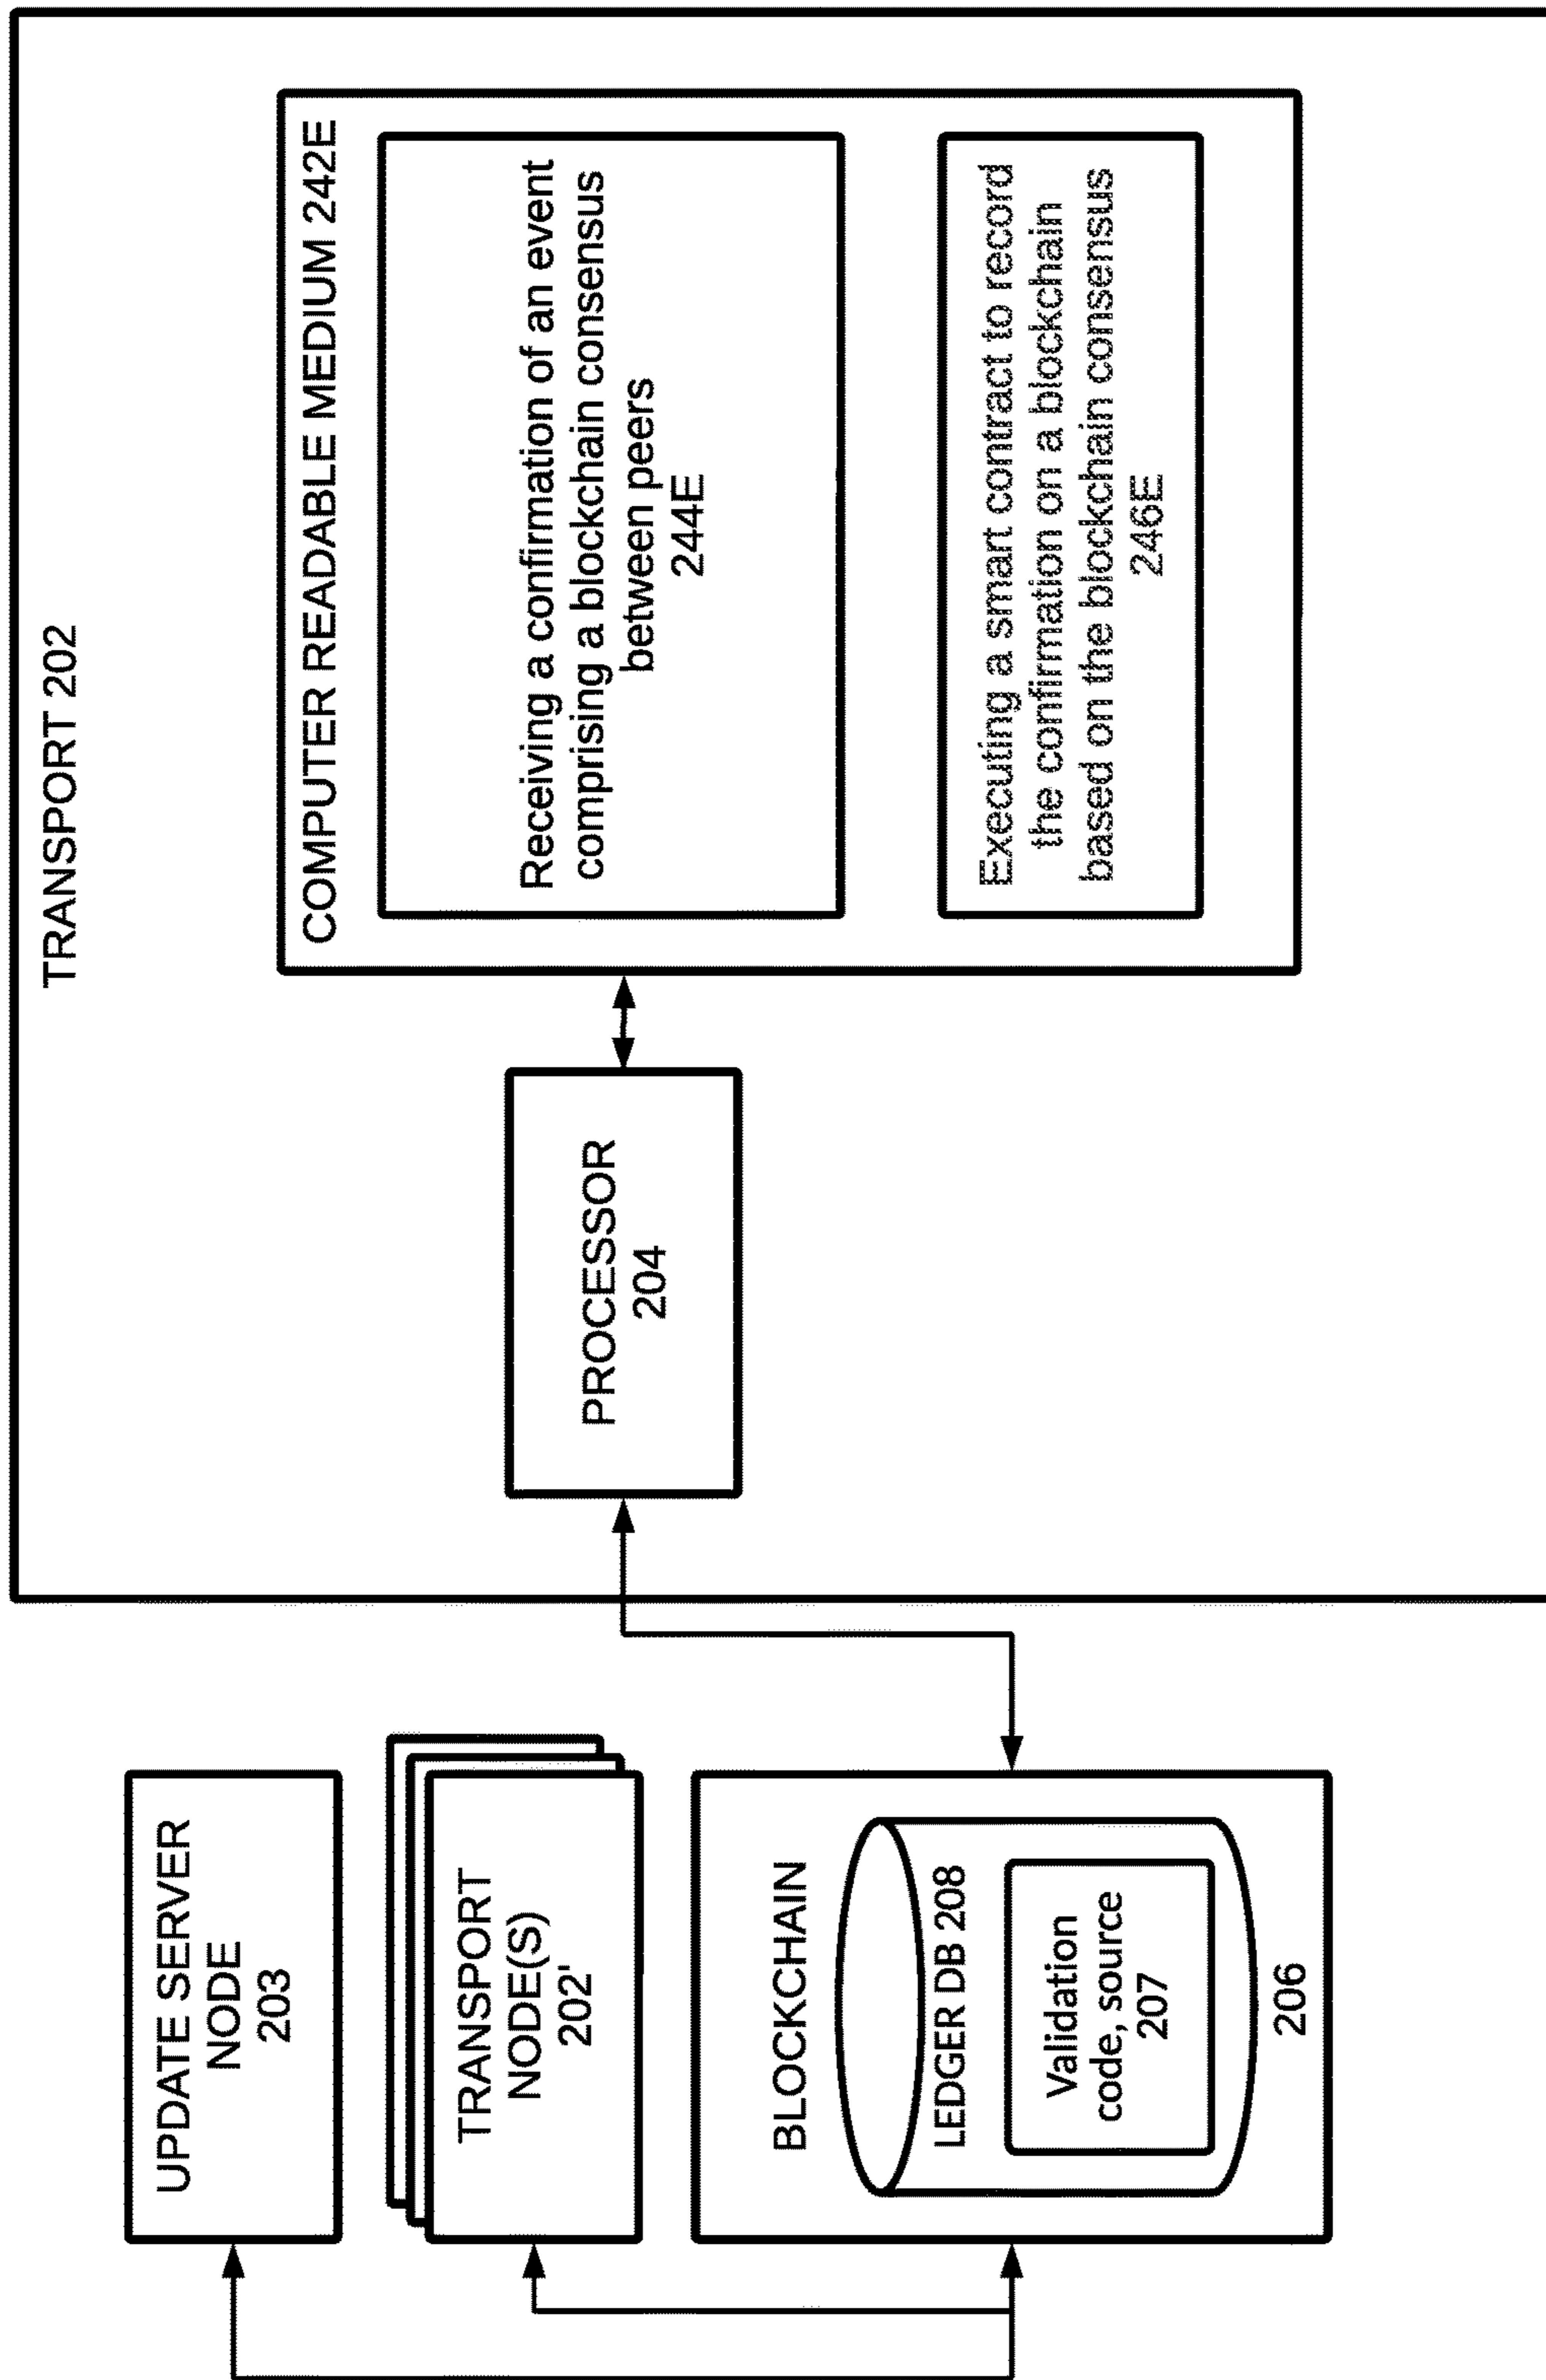 TRANSPORT 202
UPDATE SERVER
NODE
203
TRANSPORT
NODE(S)
202'
BLOCKCHAIN
LEDGER DB 208
Validation
code, source
207
206
PROCESSOR
204
COMPUTER READABLE MEDIUM 242E
Receiving a confirmation of an event
comprising a blockchain consensus
between peers
244E
Executing a smart contract to record
the confirmation on a blockchain
based on the blockchain consensus
246E